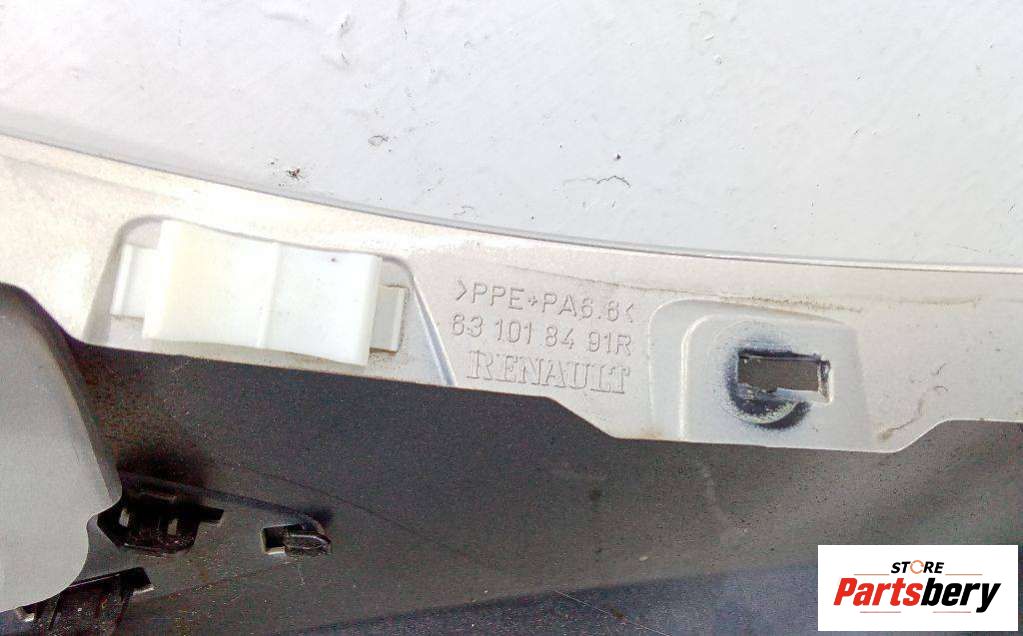 >PPE+PA6.6<
63 101 84 91R
RENAULT
STORE
Partsbery